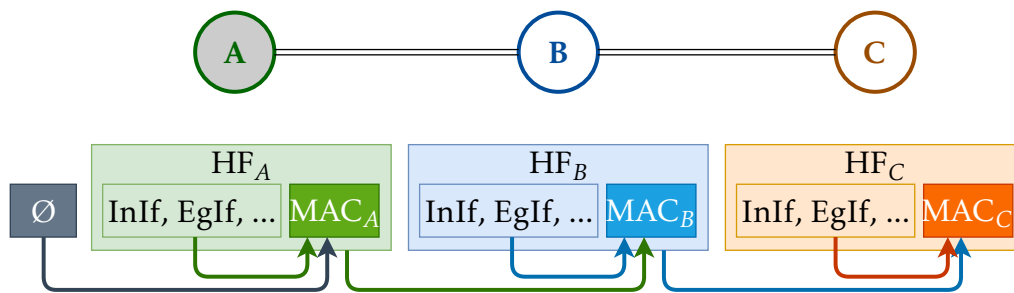 A B C
HF_A HF_B HF_C
Ø InIf, EgIf, ... MAC_A InIf, EgIf, ... MAC_B InIf, EgIf, ... MAC_C